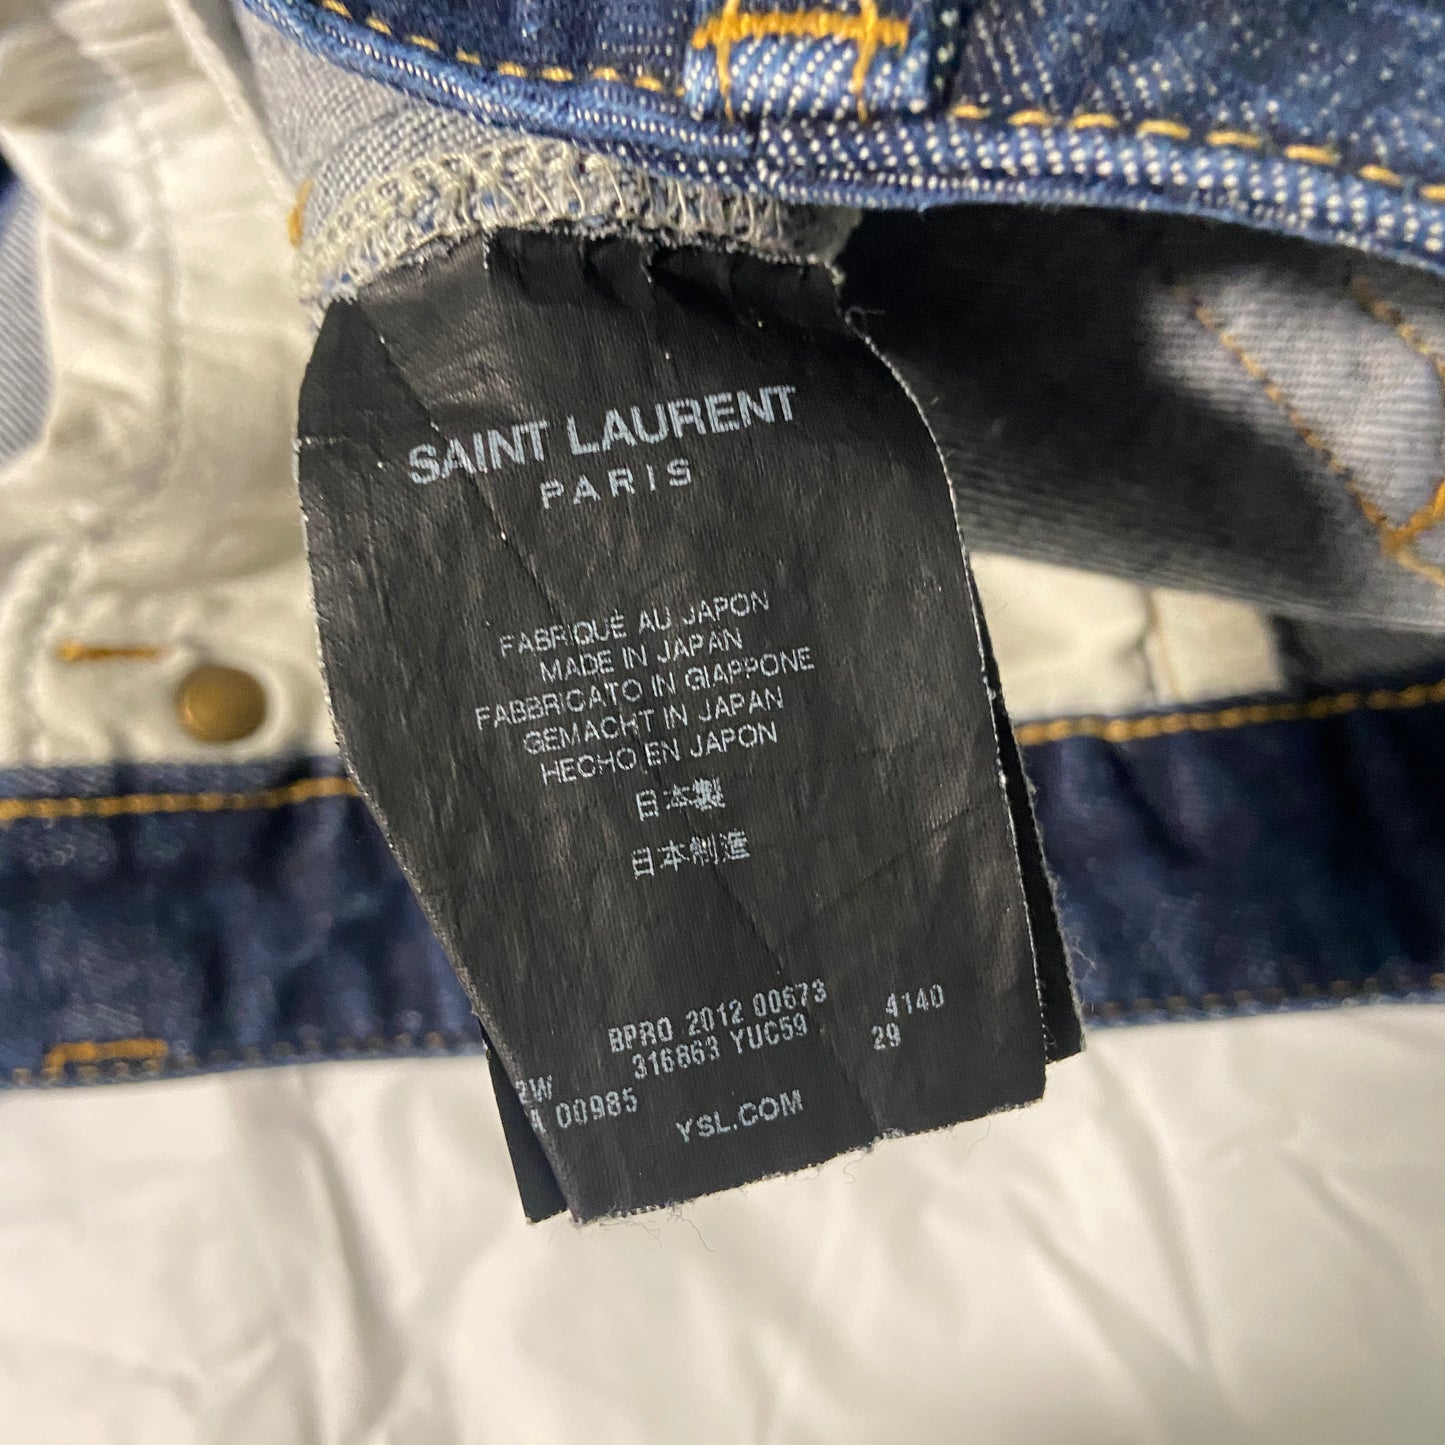 SAINT LAURENT
PARIS
FABRIQUÉ AU JAPON
MADE IN JAPAN
FABBRICATO IN GIAPPONE
GEMACHT IN JAPAN
HECHO EN JAPON
日本製
日本制造
BPRO 2012 00673 4140
316863 YUC59 29
2W
A 00985
YSL.COM